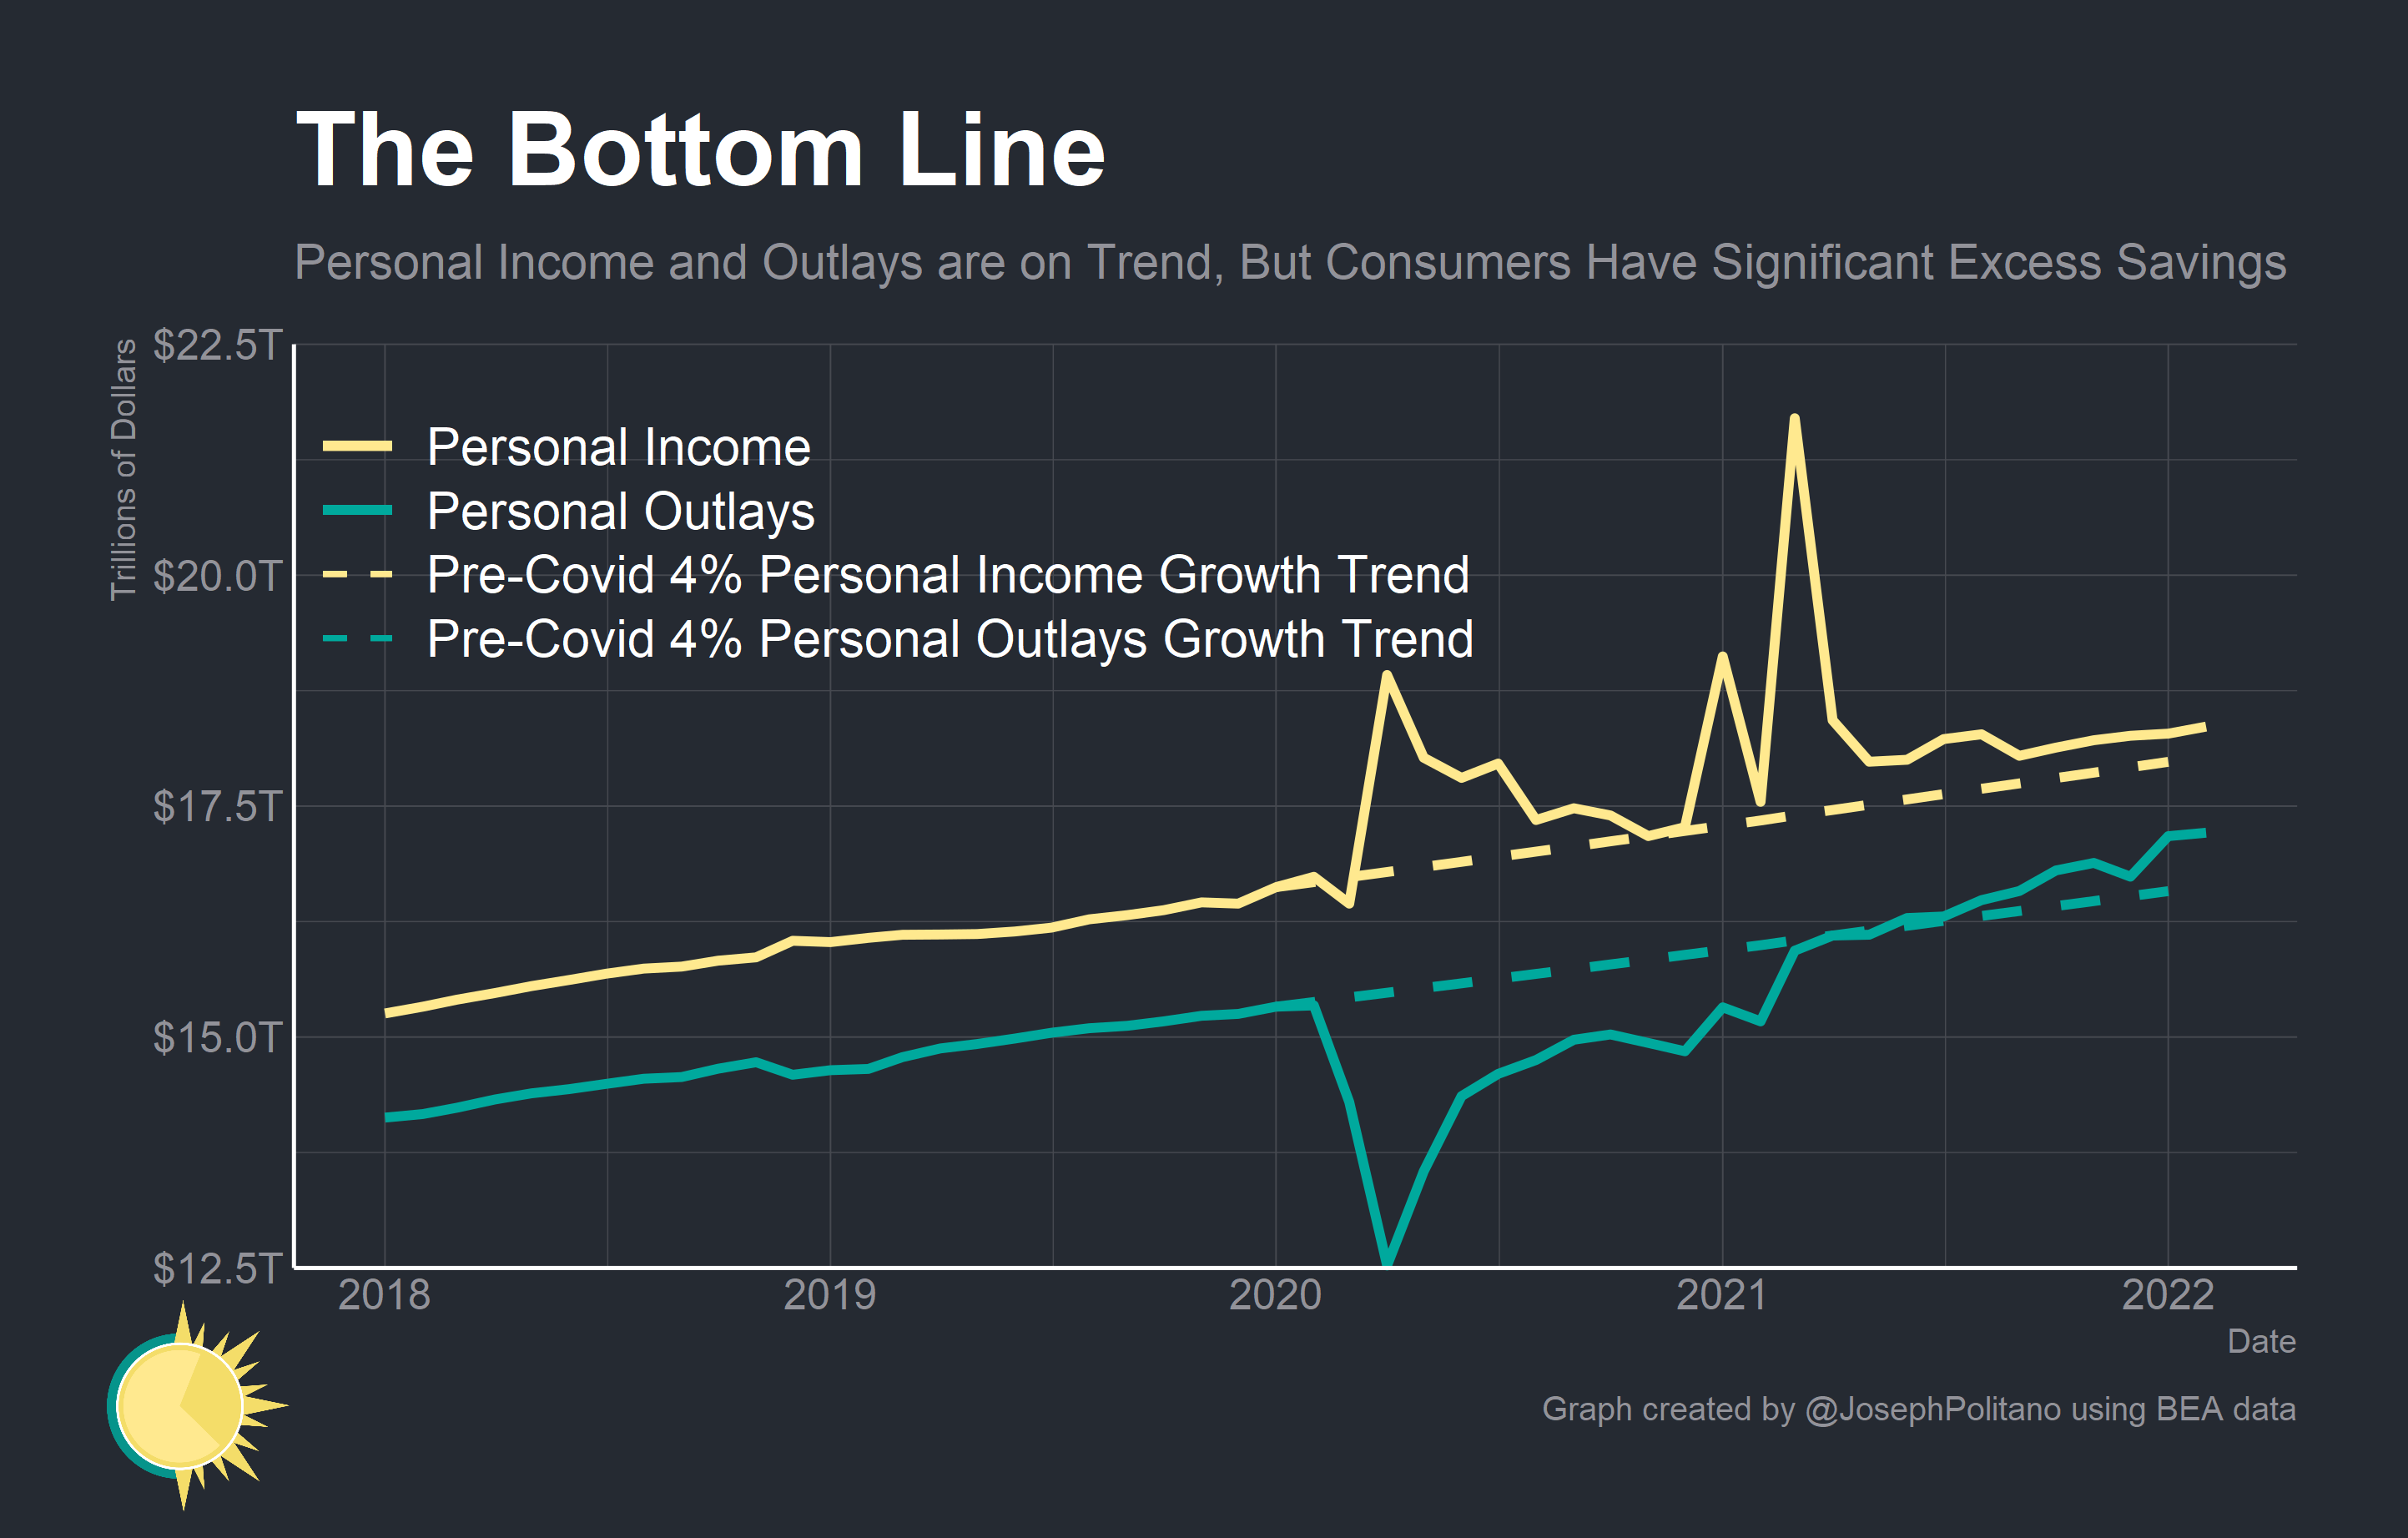 The Bottom Line
Personal Income and Outlays are on Trend, But Consumers Have Significant Excess Savings
Trillions of Dollars
$22.5T
$20.0T
$17.5T
$15.0T
$12.5T
Personal Income
Personal Outlays
Pre-Covid 4% Personal Income Growth Trend
Pre-Covid 4% Personal Outlays Growth Trend
2018 2019 2020 2021 2022
Date
Graph created by @JosephPolitano using BEA data